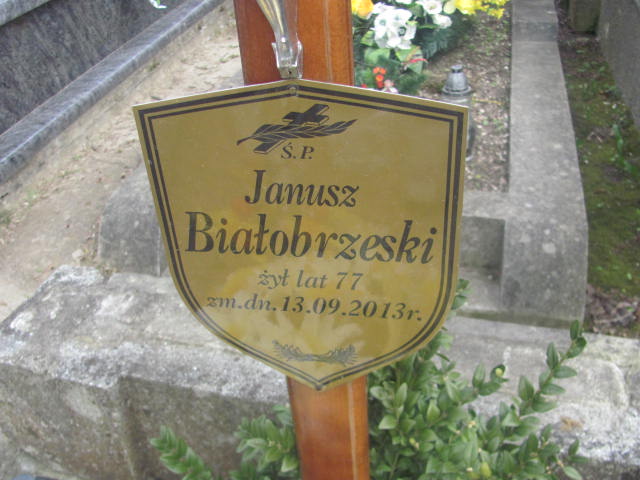 Ś.P.
Janusz
Białobrzeski
żył lat 77
zm.dn.13.09.2013r.